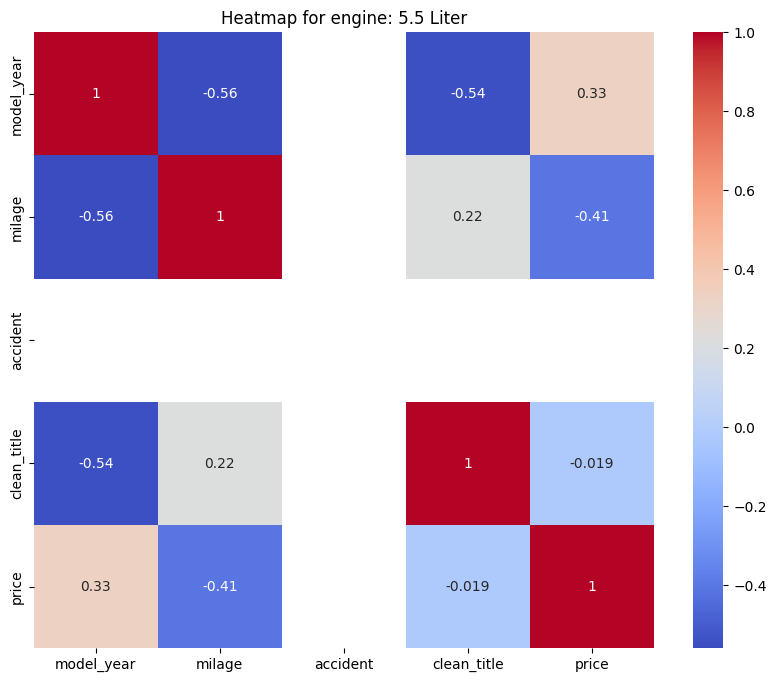 Heatmap for engine: 5.5 Liter
model_year
1
-0.56
-0.54
0.33
milage
-0.56
1
0.22
-0.41
accident
clean_title
-0.54
0.22
1
-0.019
price
0.33
-0.41
-0.019
1
model_year
milage
accident
clean_title
price
1.0
0.8
0.6
0.4
0.2
0.0
−0.2
−0.4